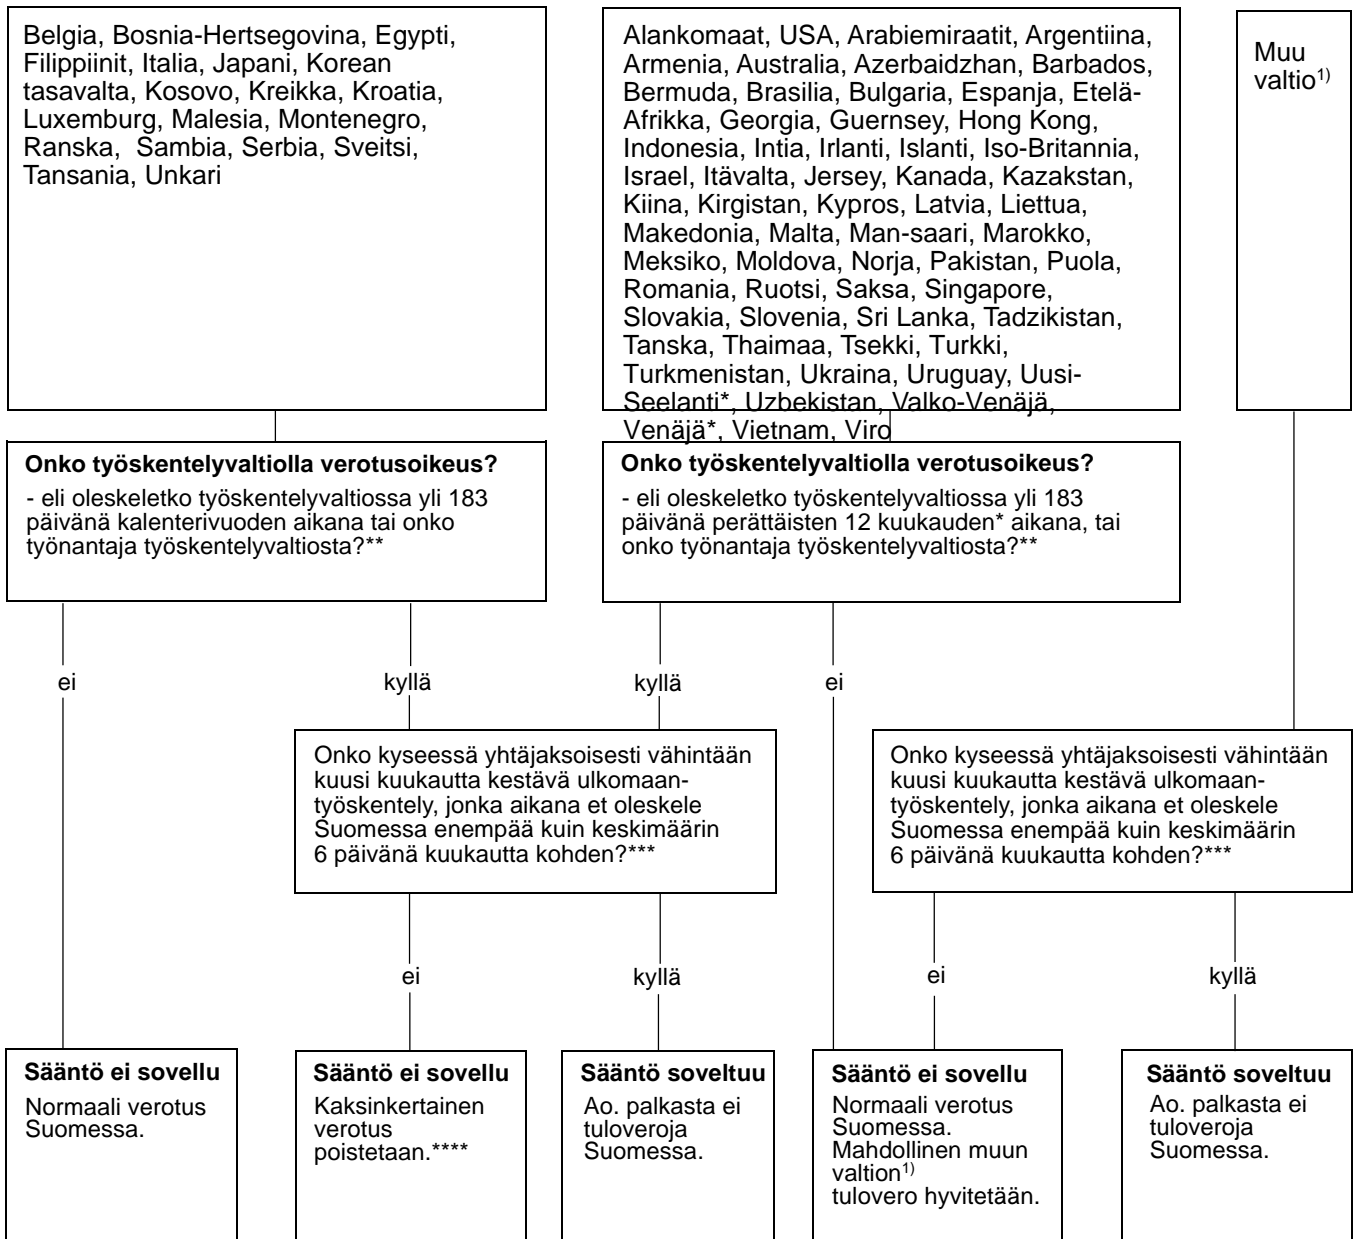 Belgia, Bosnia-Hertsegovina, Egypti,
Filippiinit, Italia, Japani, Korean
tasavalta, Kosovo, Kreikka, Kroatia,
Luxemburg, Malesia, Montenegro,
Ranska, Sambia, Serbia, Sveitsi,
Tansania, Unkari
Alankomaat, USA, Arabiemiraatit, Argentiina,
Armenia, Australia, Azerbaidzhan, Barbados,
Bermuda, Brasilia, Bulgaria, Espanja, Etelä-
Afrikka, Georgia, Guernsey, Hong Kong,
Indonesia, Intia, Irlanti, Islanti, Iso-Britannia,
Israel, Itävalta, Jersey, Kanada, Kazakstan,
Kiina, Kirgistan, Kypros, Latvia, Liettua,
Makedonia, Malta, Man-saari, Marokko,
Meksiko, Moldova, Norja, Pakistan, Puola,
Romania, Ruotsi, Saksa, Singapore,
Slovakia, Slovenia, Sri Lanka, Tadzikistan,
Tanska, Thaimaa, Tsekki, Turkki,
Turkmenistan, Ukraina, Uruguay, Uusi-
Seelanti*, Uzbekistan, Valko-Venäjä,
Venäjä*, Vietnam, Viro
Muu
valtio1)
Onko työskentelyvaltiolla verotusoikeus?
- eli oleskeletko työskentelyvaltiossa yli 183
päivänä kalenterivuoden aikana tai onko
työnantaja työskentelyvaltiosta?**
Onko työskentelyvaltiolla verotusoikeus?
- eli oleskeletko työskentelyvaltiossa yli 183
päivänä perättäisten 12 kuukauden* aikana, tai
onko työnantaja työskentelyvaltiosta?**
ei
kyllä
kyllä
ei
Onko kyseessä yhtäjaksoisesti vähintään
kuusi kuukautta kestävä ulkomaan-
työskentely, jonka aikana et oleskele
Suomessa enempää kuin keskimäärin
6 päivänä kuukautta kohden?***
Onko kyseessä yhtäjaksoisesti vähintään
kuusi kuukautta kestävä ulkomaan-
työskentely, jonka aikana et oleskele
Suomessa enempää kuin keskimäärin
6 päivänä kuukautta kohden?***
ei
kyllä
ei
kyllä
Sääntö ei sovellu
Normaali verotus
Suomessa.
Sääntö ei sovellu
Kaksinkertainen
verotus
poistetaan.****
Sääntö soveltuu
Ao. palkasta ei
tuloveroja
Suomessa.
Sääntö ei sovellu
Normaali verotus
Suomessa.
Mahdollinen muun
valtion1)
tulovero hyvitetään.
Sääntö soveltuu
Ao. palkasta ei
tuloveroja
Suomessa.